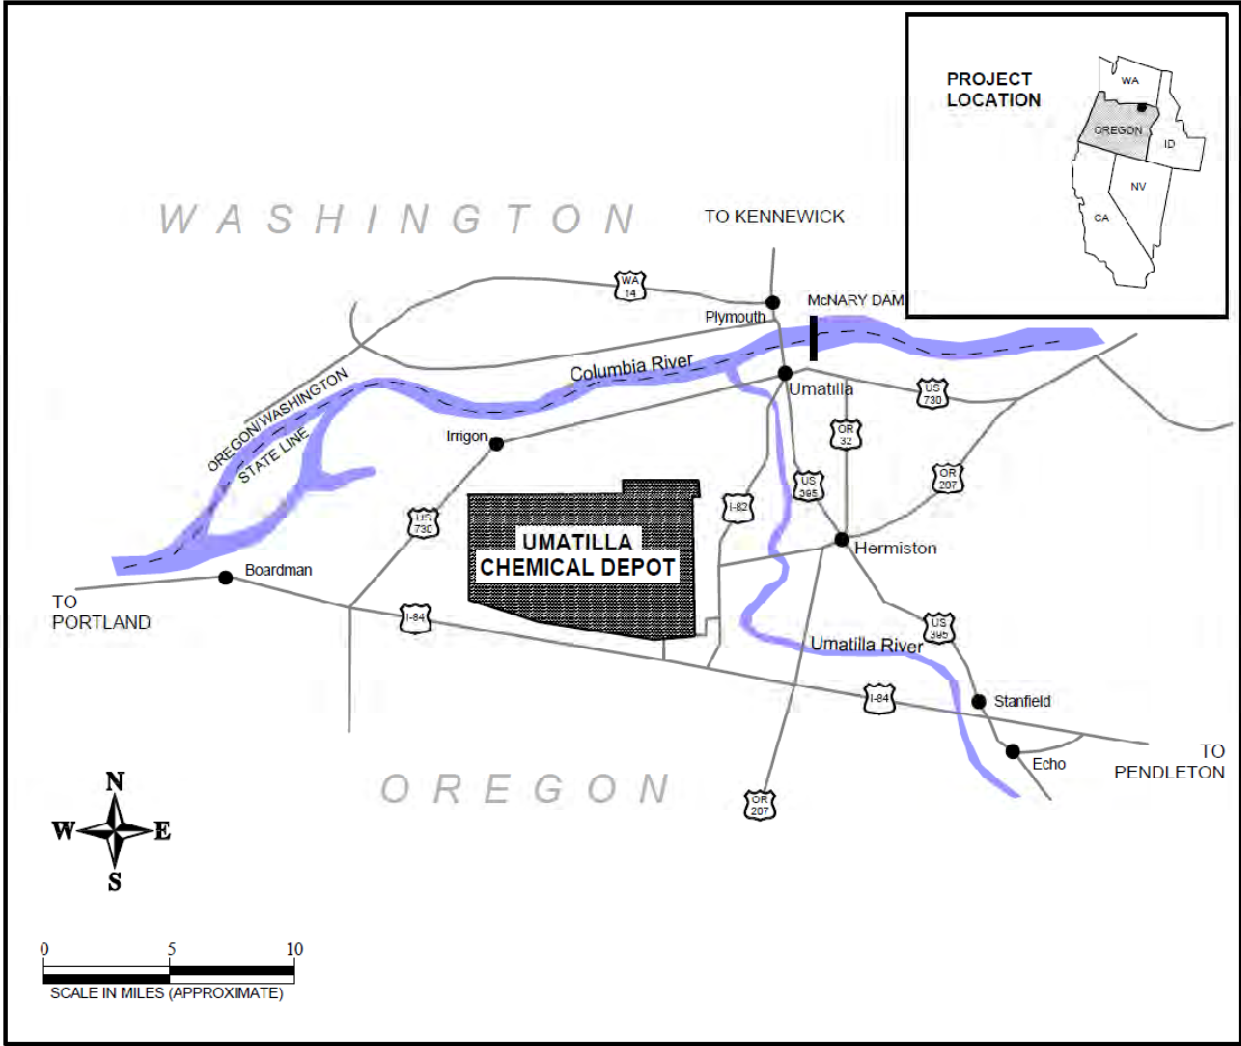 PROJECT
LOCATION
WA
OREGON
ID
NV
CA
WASHINGTON
TO KENNEWICK
WA
14
Plymouth
McNARY DAM
Columbia River
OREGON/WASHINGTON
STATE LINE
Umatilla
US
730
Irrigon
OR
32
OR
207
US
395
I-82
US
730
UMATILLA
CHEMICAL DEPOT
Hermiston
Boardman
TO
PORTLAND
I-84
US
395
Umatilla River
I-84
Stanfield
Echo
TO
PENDLETON
OREGON
OR
207
N
W
E
S
0
5
10
SCALE IN MILES (APPROXIMATE)